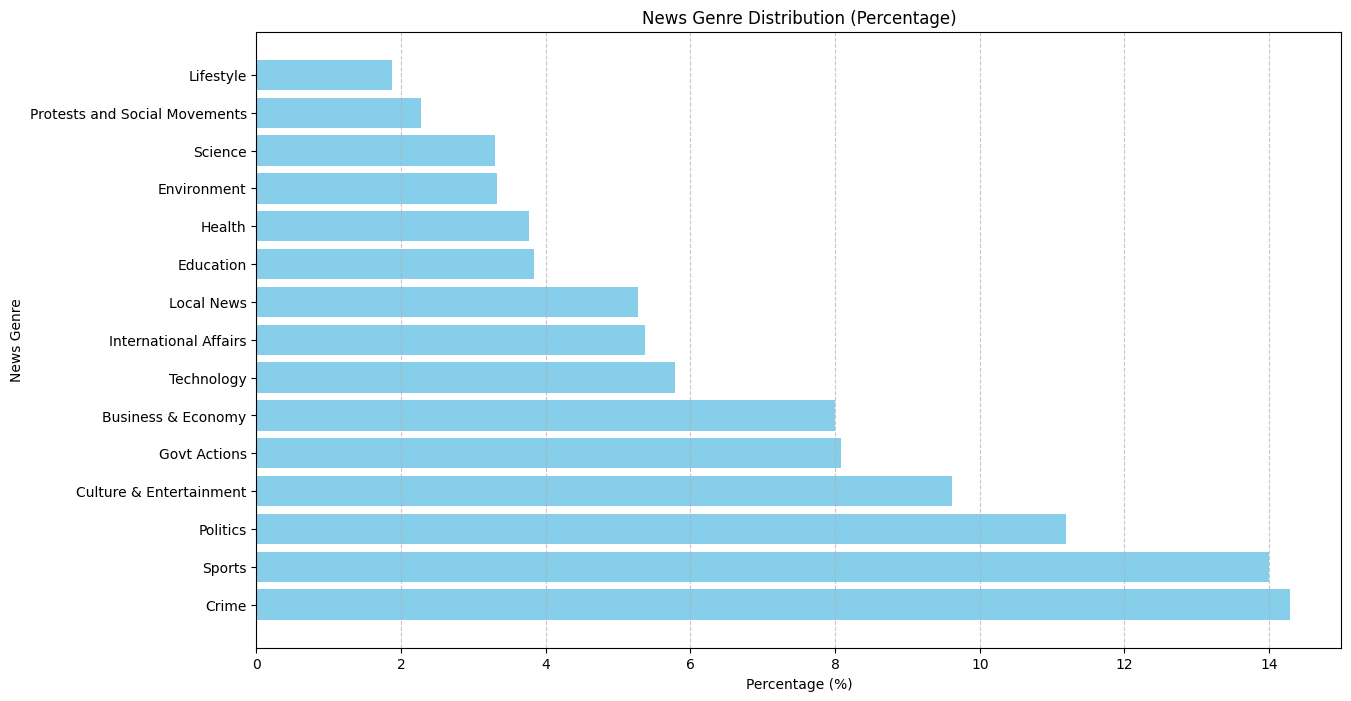 News Genre Distribution (Percentage)
News Genre
Lifestyle
Protests and Social Movements
Science
Environment
Health
Education
Local News
International Affairs
Technology
Business & Economy
Govt Actions
Culture & Entertainment
Politics
Sports
Crime
0 2 4 6 8 10 12 14
Percentage (%)